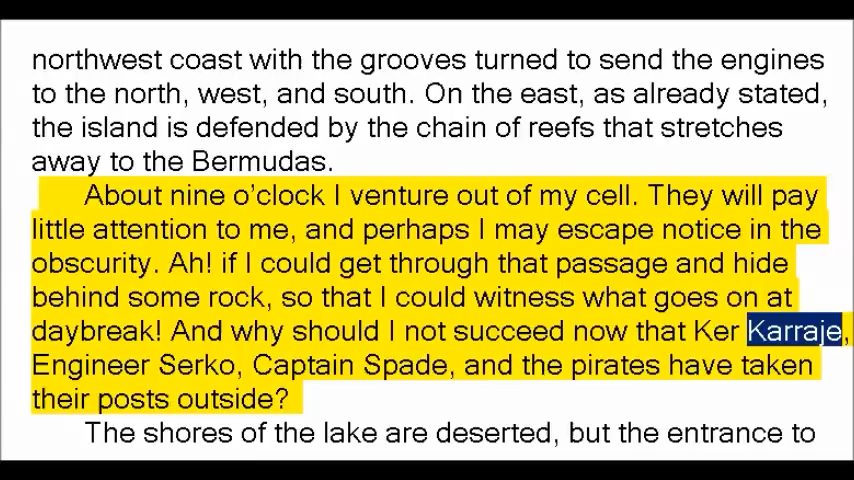 northwest coast with the grooves turned to send the engines
to the north, west, and south. On the east, as already stated,
the island is defended by the chain of reefs that stretches
away to the Bermudas.
About nine o’clock I venture out of my cell. They will pay
little attention to me, and perhaps I may escape notice in the
obscurity. Ah! if I could get through that passage and hide
behind some rock, so that I could witness what goes on at
daybreak! And why should I not succeed now that Ker Karraje,
Engineer Serko, Captain Spade, and the pirates have taken
their posts outside?
The shores of the lake are deserted, but the entrance to